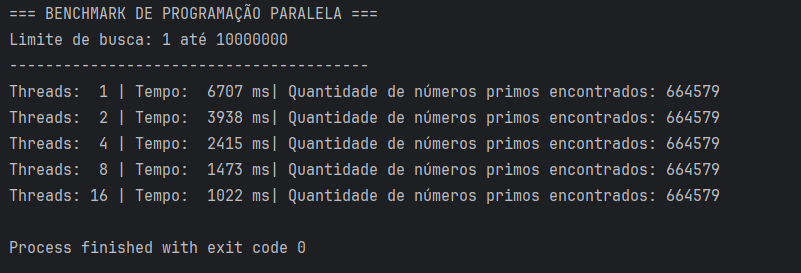 === BENCHMARK DE PROGRAMAÇÃO PARALELA ===
Limite de busca: 1 até 10000000
----------------------------------------
Threads:  1 | Tempo:  6707 ms| Quantidade de números primos encontrados: 664579
Threads:  2 | Tempo:  3938 ms| Quantidade de números primos encontrados: 664579
Threads:  4 | Tempo:  2415 ms| Quantidade de números primos encontrados: 664579
Threads:  8 | Tempo:  1473 ms| Quantidade de números primos encontrados: 664579
Threads: 16 | Tempo:  1022 ms| Quantidade de números primos encontrados: 664579
Process finished with exit code 0